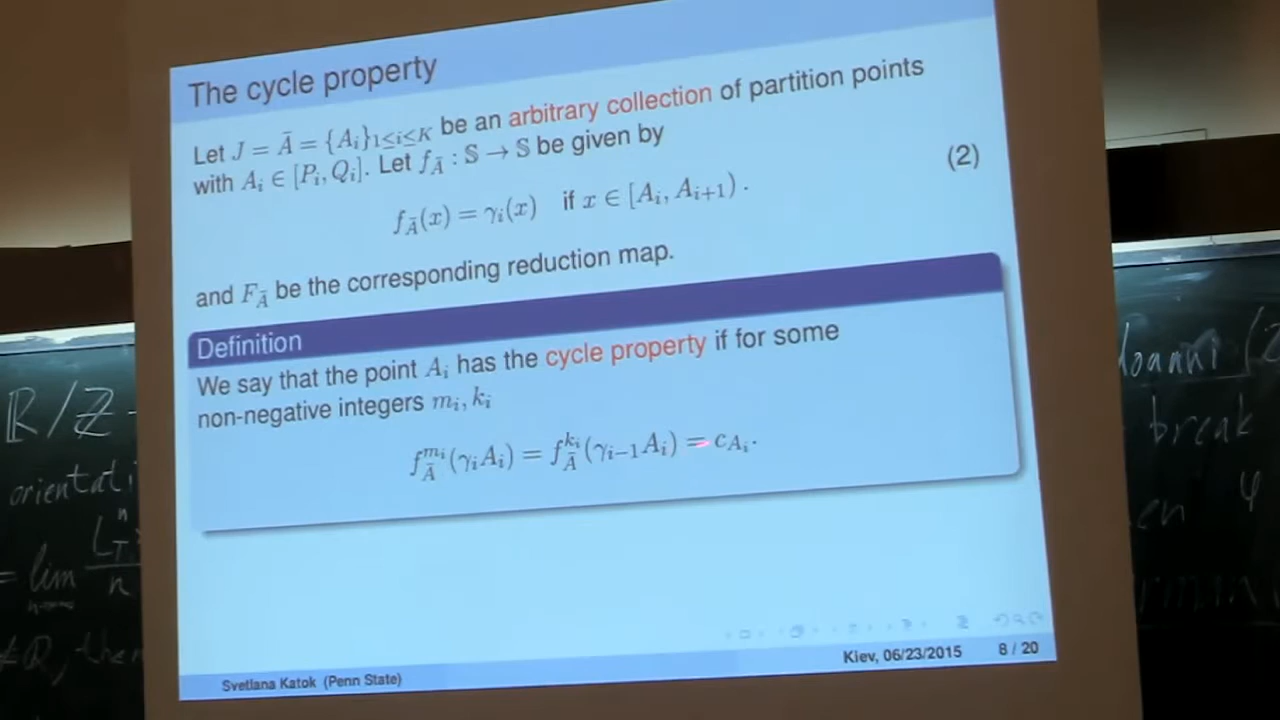 The cycle property
Let J = Ā = {A_i}_{1≤i≤K} be an arbitrary collection of partition points
with A_i ∈ [P_i, Q_i]. Let f_Ā : 𝕊 → 𝕊 be given by
f_Ā(x) = γ_i(x) if x ∈ [A_i, A_{i+1}) . (2)
and F_Ā be the corresponding reduction map.
Definition
We say that the point A_i has the cycle property if for some
non-negative integers m_i, k_i
f_Ā^{m_i}(γ_i A_i) = f_Ā^{k_i}(γ_{i−1} A_i) = c_{A_i}.
Svetlana Katok (Penn State)
Kiev, 06/23/2015 8 / 20
ℝ/ℤ
orientati
= lim L n / n
Q, then
break
φ